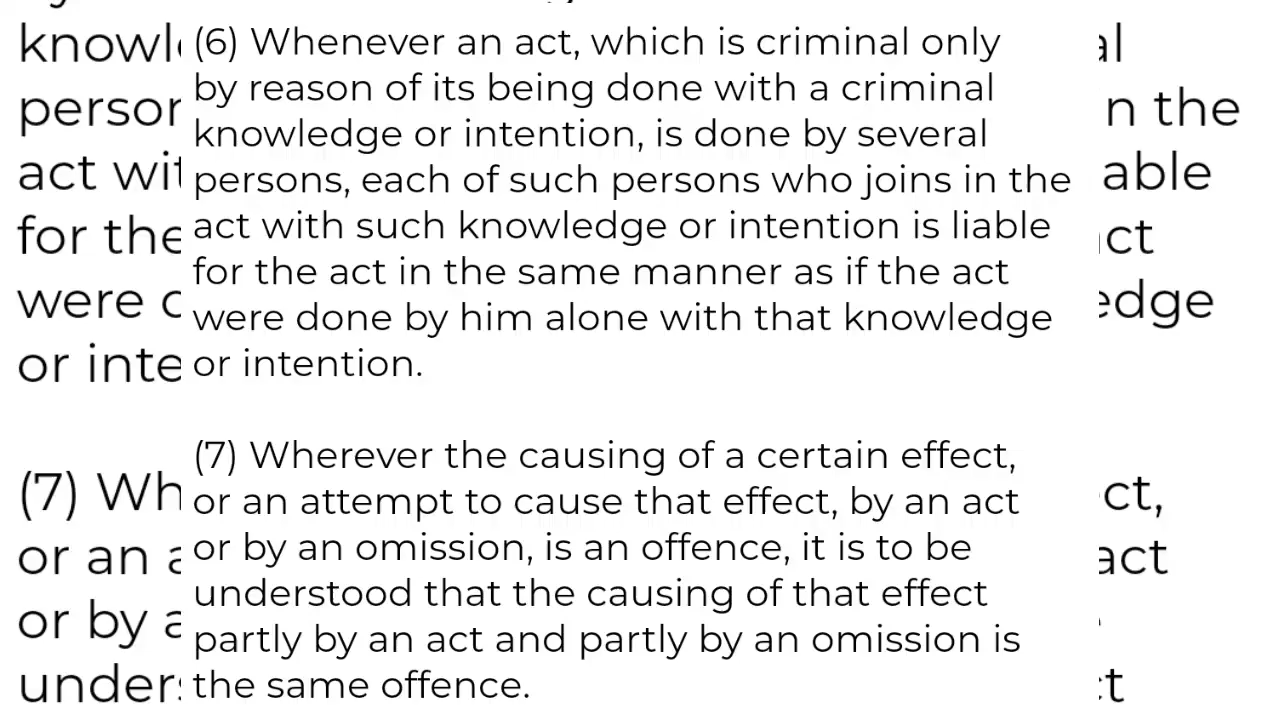 (6) Whenever an act, which is criminal only
by reason of its being done with a criminal
knowledge or intention, is done by several
persons, each of such persons who joins in the
act with such knowledge or intention is liable
for the act in the same manner as if the act
were done by him alone with that knowledge
or intention.
(7) Wherever the causing of a certain effect,
or an attempt to cause that effect, by an act
or by an omission, is an offence, it is to be
understood that the causing of that effect
partly by an act and partly by an omission is
the same offence.